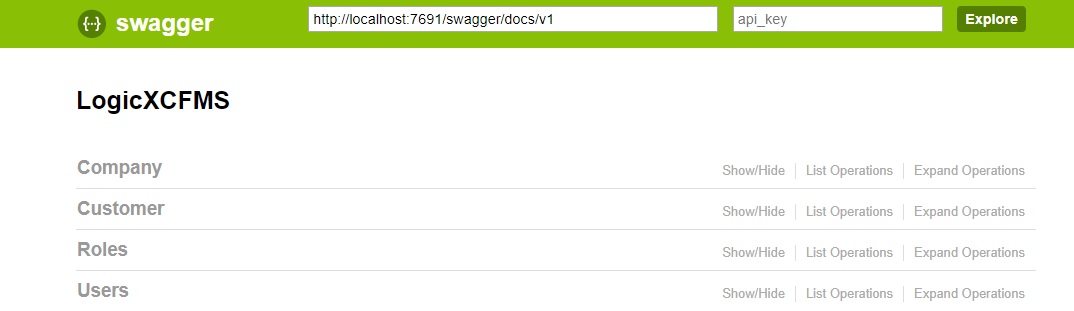 {···} swagger http://localhost:7691/swagger/docs/v1 api_key Explore
LogicXCFMS
Company Show/Hide List Operations Expand Operations
Customer Show/Hide List Operations Expand Operations
Roles Show/Hide List Operations Expand Operations
Users Show/Hide List Operations Expand Operations